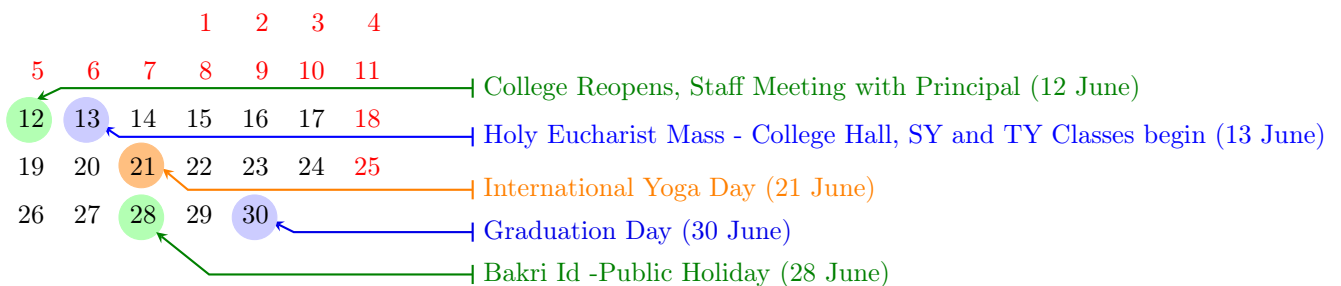 1 2 3 4
5 6 7 8 9 10 11
College Reopens, Staff Meeting with Principal (12 June)
12 13 14 15 16 17 18
Holy Eucharist Mass - College Hall, SY and TY Classes begin (13 June)
19 20 21 22 23 24 25
International Yoga Day (21 June)
26 27 28 29 30
Graduation Day (30 June)
Bakri Id -Public Holiday (28 June)